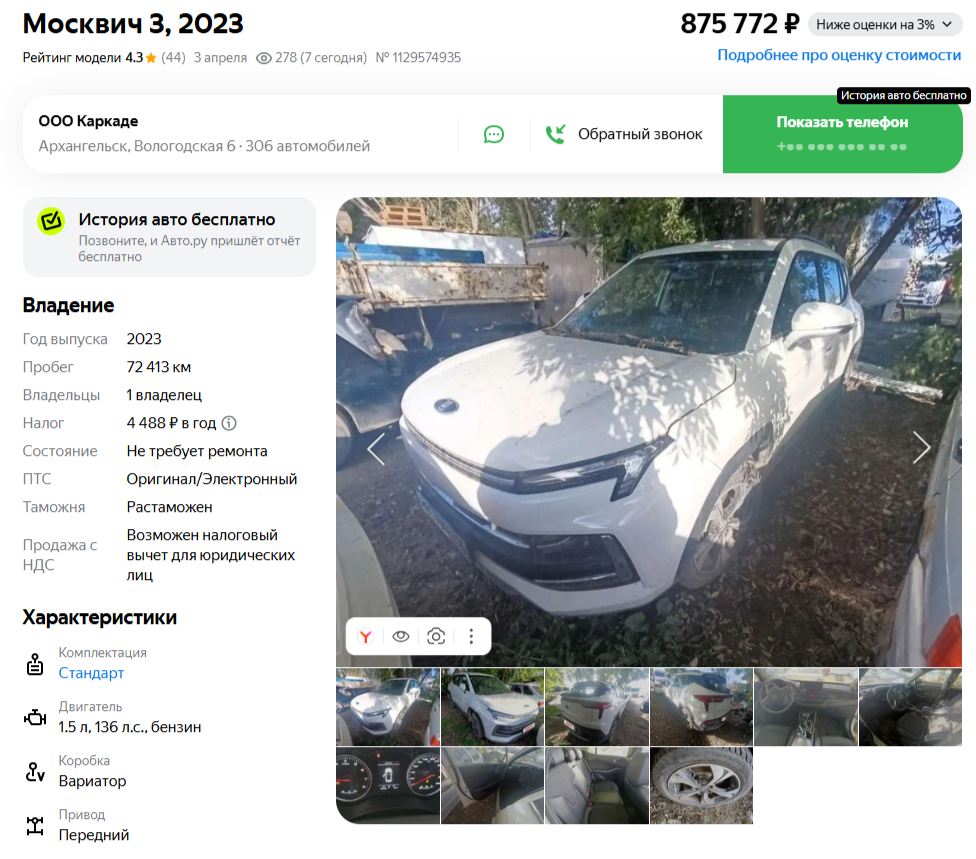 Москвич 3, 2023
875 772 ₽ Ниже оценки на 3%
Рейтинг модели 4.3 (44) 3 апреля 278 (7 сегодня) № 1129574935
Подробнее про оценку стоимости
История авто бесплатно
ООО Каркаде
Архангельск, Вологодская 6 · 306 автомобилей
Обратный звонок
Показать телефон
+•• ••• ••• •• ••
История авто бесплатно
Позвоните, и Авто.ру пришлёт отчёт
бесплатно
Владение
Год выпуска 2023
Пробег 72 413 км
Владельцы 1 владелец
Налог 4 488 ₽ в год
Состояние Не требует ремонта
ПТС Оригинал/Электронный
Таможня Растаможен
Продажа с
НДС
Возможен налоговый
вычет для юридических
лиц
Характеристики
Комплектация
Стандарт
Двигатель
1.5 л, 136 л.с., бензин
Коробка
Вариатор
Привод
Передний